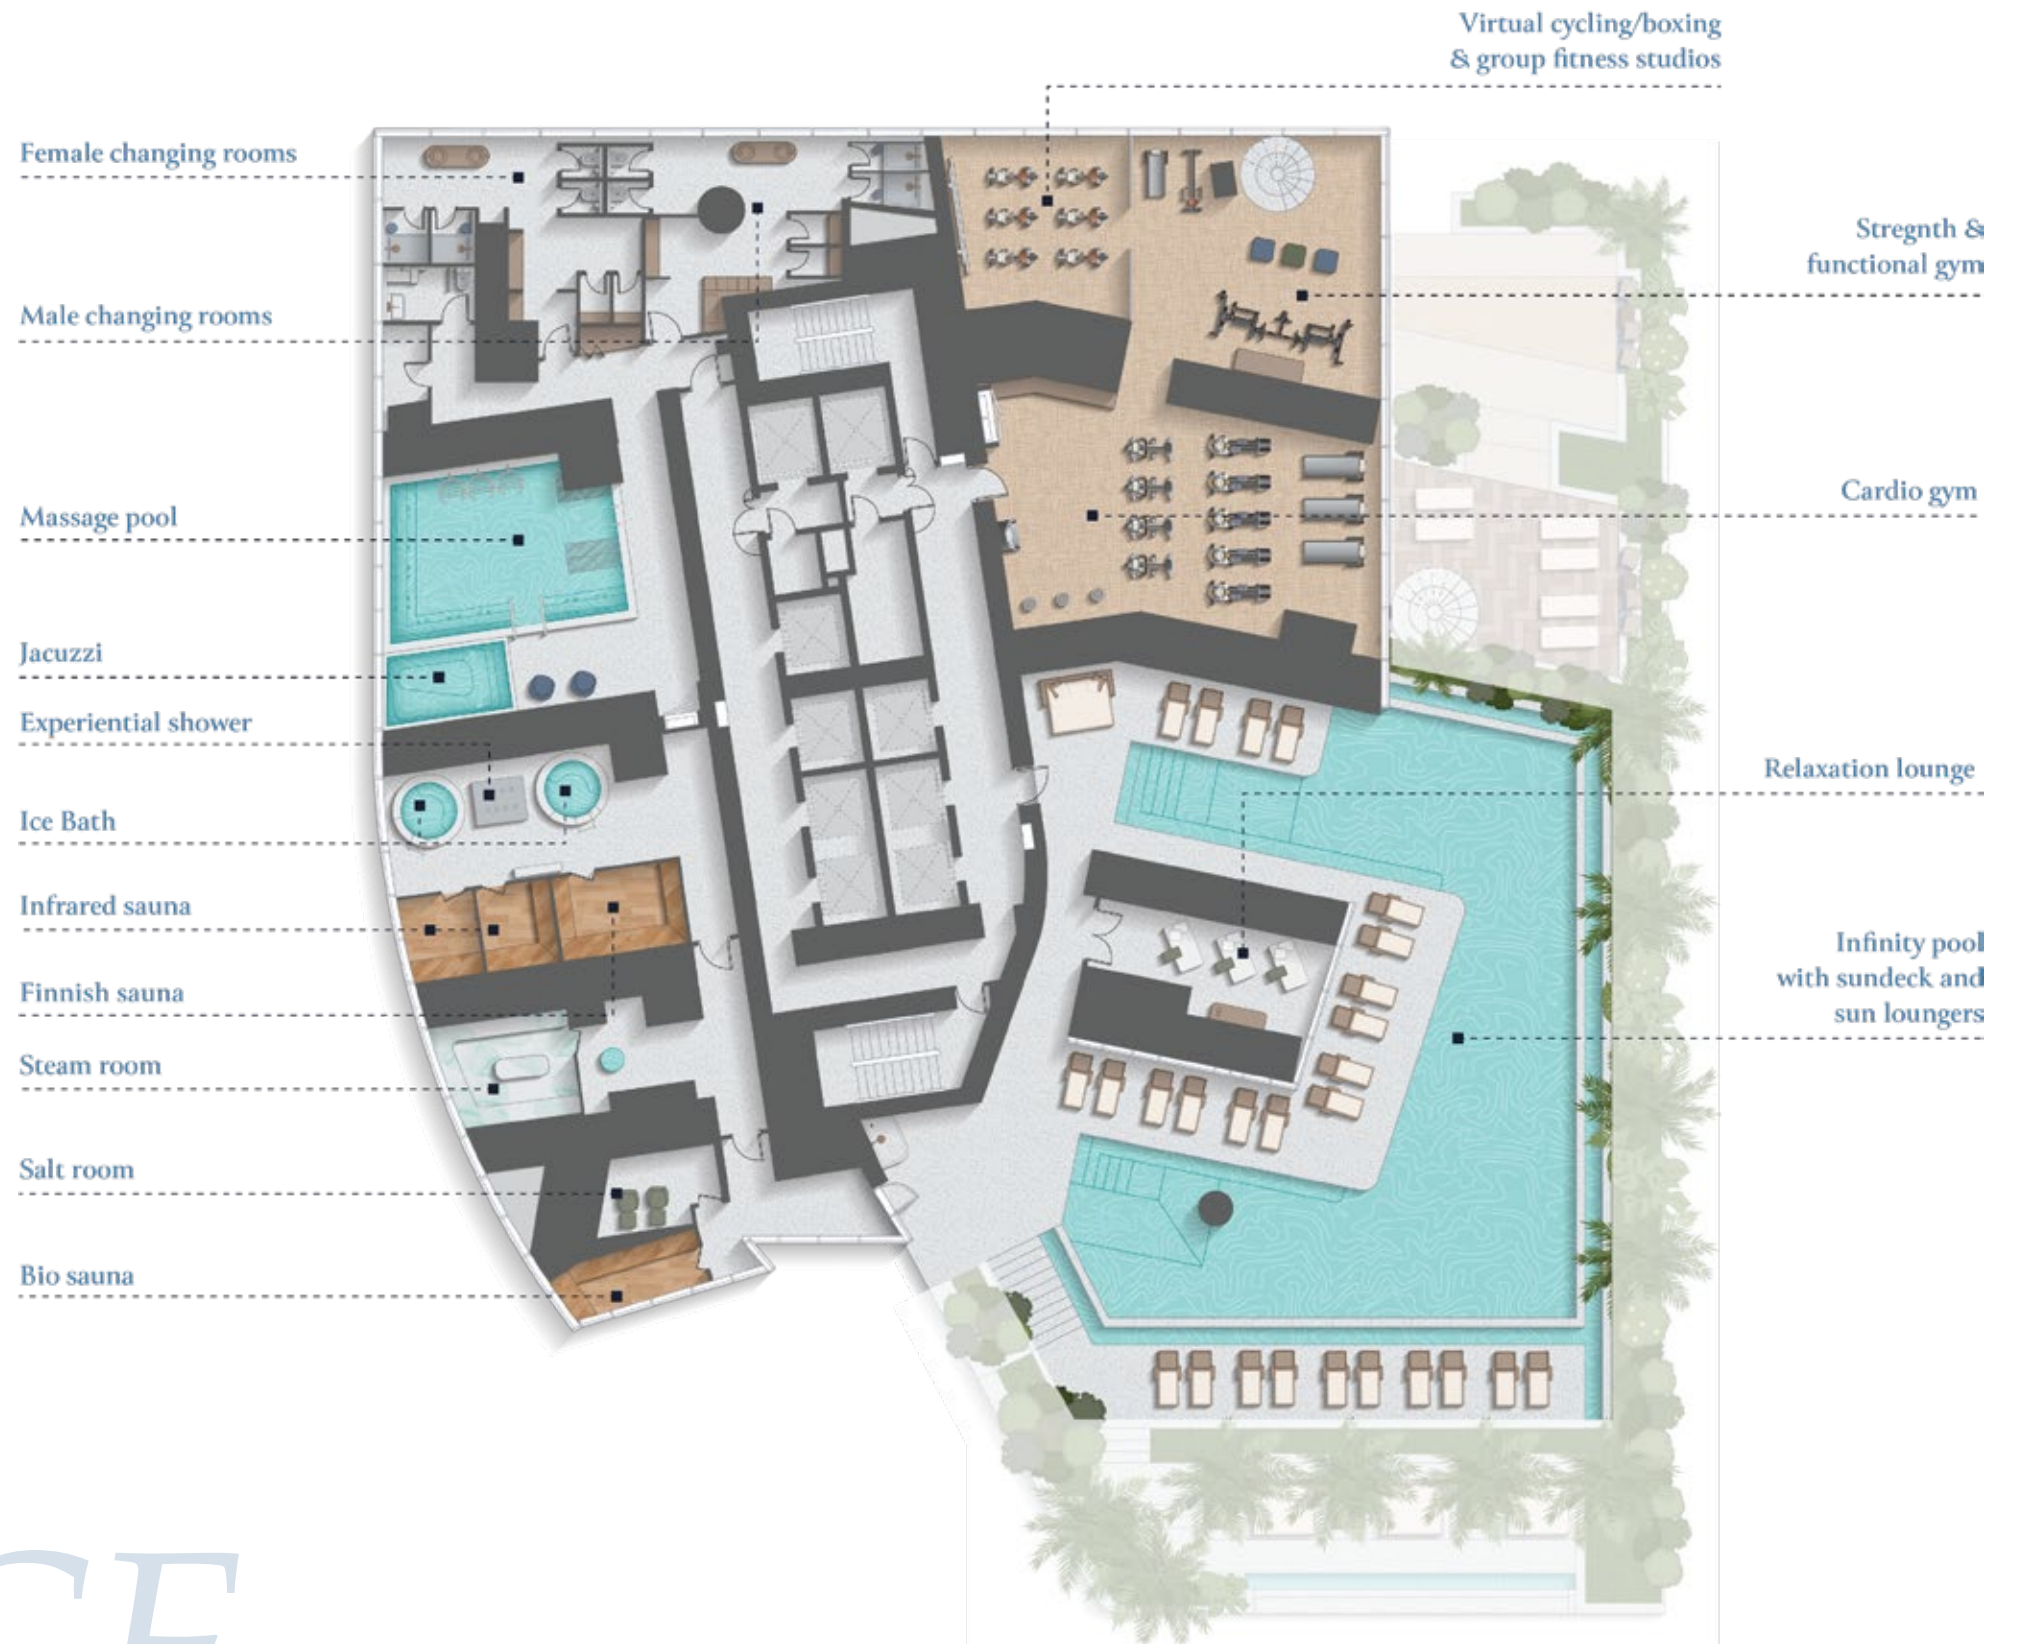 Virtual cycling/boxing
& group fitness studios
Female changing rooms
Stregnth &
functional gym
Male changing rooms
Cardio gym
Massage pool
Jacuzzi
Experiential shower
Relaxation lounge
Ice Bath
Infrared sauna
Infinity pool
with sundeck and
sun loungers
Finnish sauna
Steam room
Salt room
Bio sauna